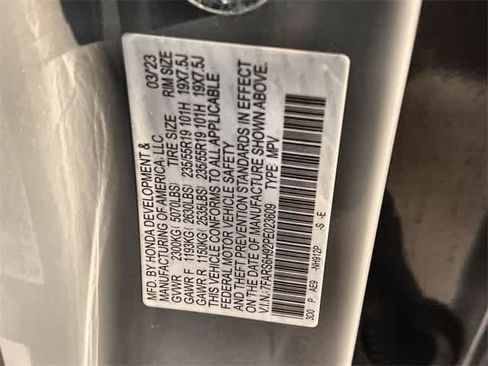 MFD. BY HONDA DEVELOPMENT & 03/23
MANUFACTURING OF AMERICA, LLC
GVWR 2300KG( 5070LBS) TIRE SIZE RIM SIZE
GAWR F 1193KG( 2630LBS) 235/55R19 101H 19X7.5J
GAWR R 1150KG( 2535LBS) 235/55R19 101H 19X7.5J
THIS VEHICLE CONFORMS TO ALL APPLICABLE
FEDERAL MOTOR VEHICLE SAFETY
AND THEFT PREVENTION STANDARDS IN EFFECT
ON THE DATE OF MANUFACTURE SHOWN ABOVE.
V.I.N.: 7FARS6H92PE023609 TYPE: MPV
3D0 P AE9 -NH912P -S -E